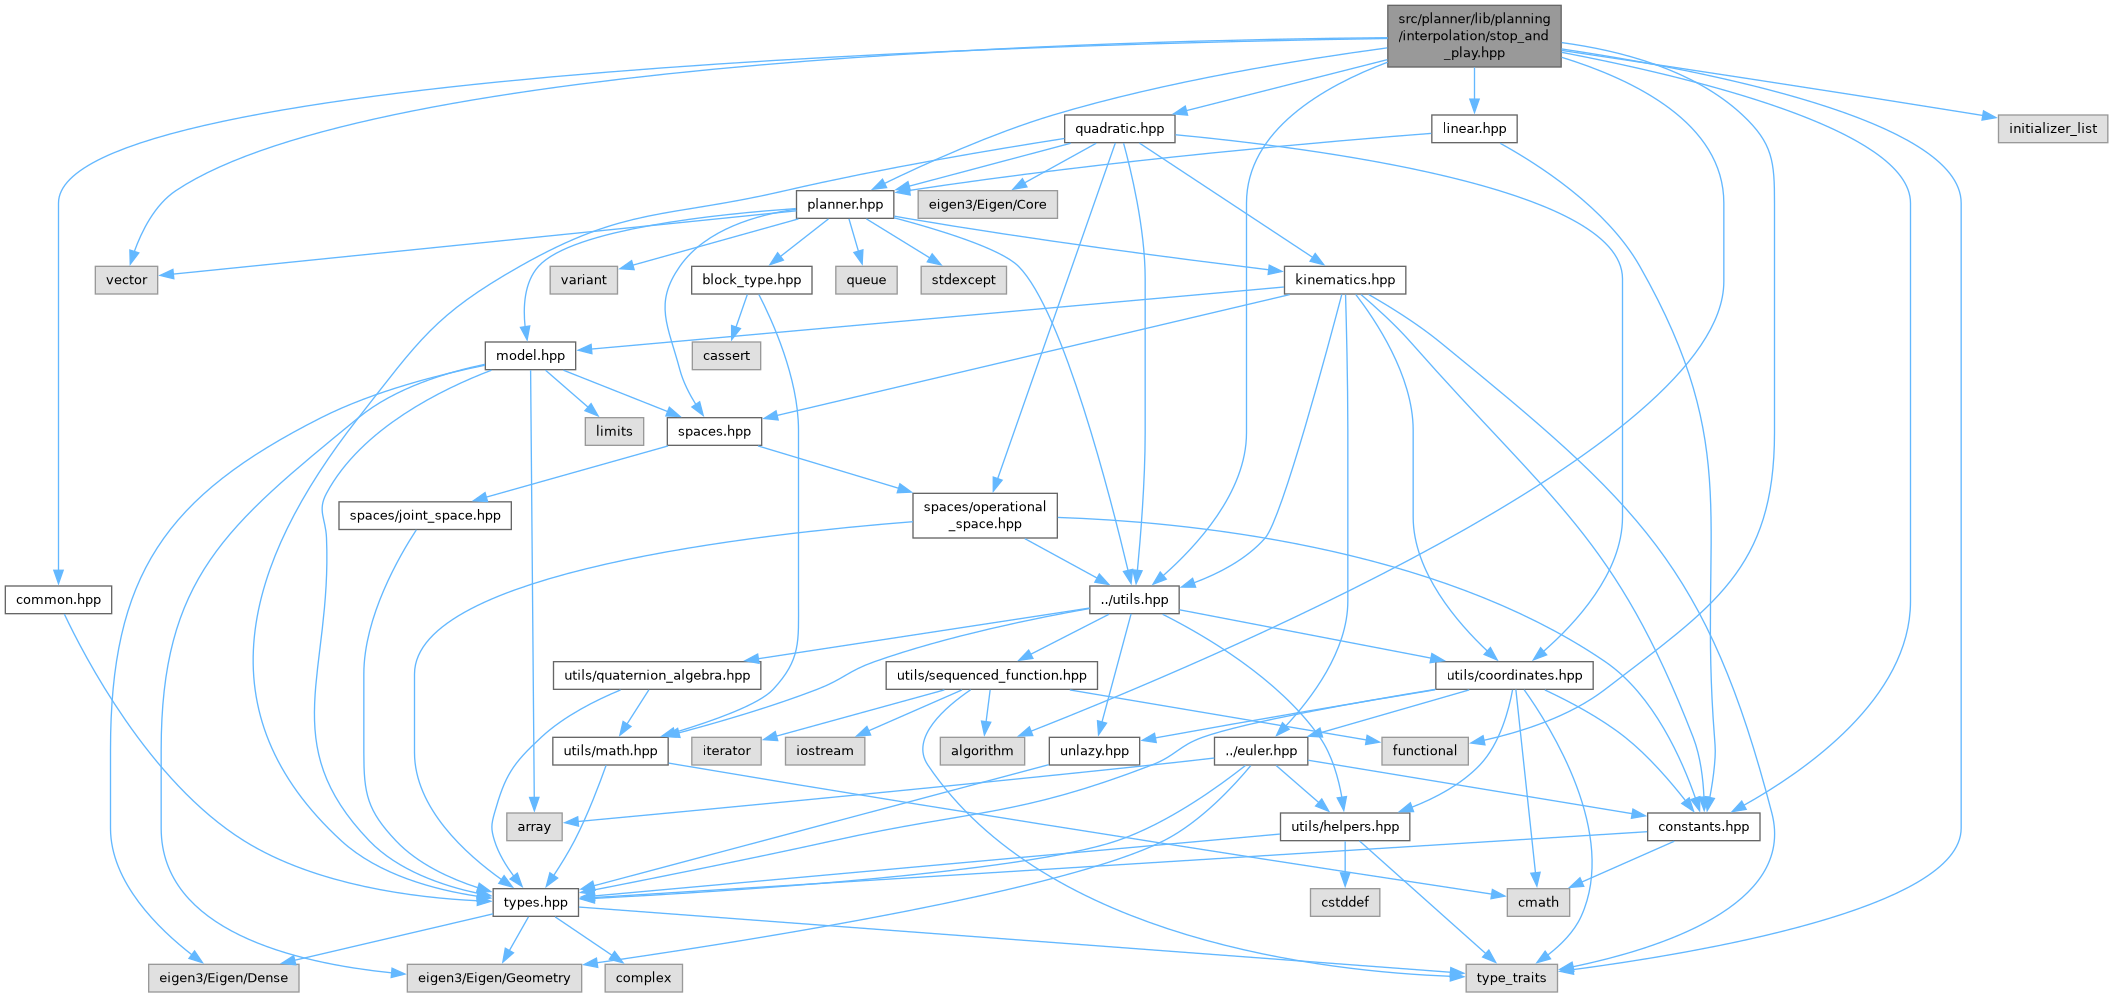 src/planner/lib/planning
/interpolation/stop_and
_play.hpp
quadratic.hpp
linear.hpp
initializer_list
planner.hpp
eigen3/Eigen/Core
vector
variant
block_type.hpp
queue
stdexcept
kinematics.hpp
model.hpp
cassert
limits
spaces.hpp
spaces/joint_space.hpp
spaces/operational
_space.hpp
common.hpp
../utils.hpp
utils/quaternion_algebra.hpp
utils/sequenced_function.hpp
utils/coordinates.hpp
utils/math.hpp
iterator
iostream
algorithm
unlazy.hpp
../euler.hpp
functional
array
utils/helpers.hpp
constants.hpp
types.hpp
cstddef
cmath
eigen3/Eigen/Dense
eigen3/Eigen/Geometry
complex
type_traits